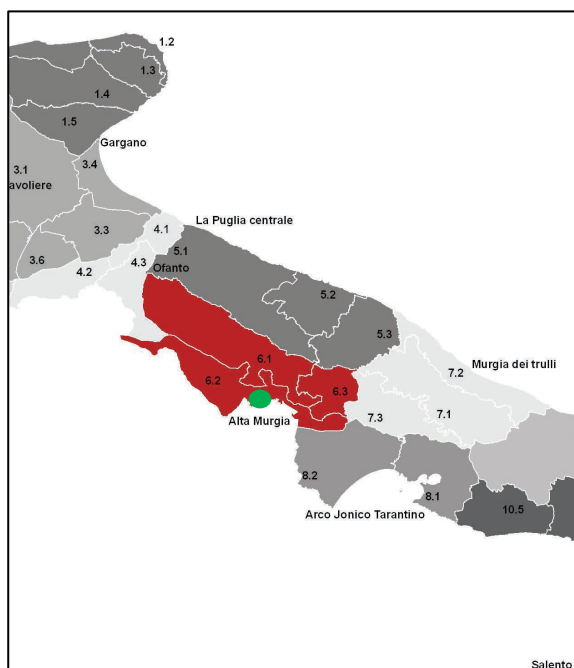 1.2
1.3
1.4
1.5
Gargano
3.1
3.4
avoliere
La Puglia centrale
4.1
3.3
5.1
3.6
4.3
4.2
Ofanto
5.2
5.3
6.1
Murgia dei trulli
7.2
6.2
6.3
7.3
7.1
Alta Murgia
8.2
8.1
Arco Jonico Tarantino
10.5
Salento